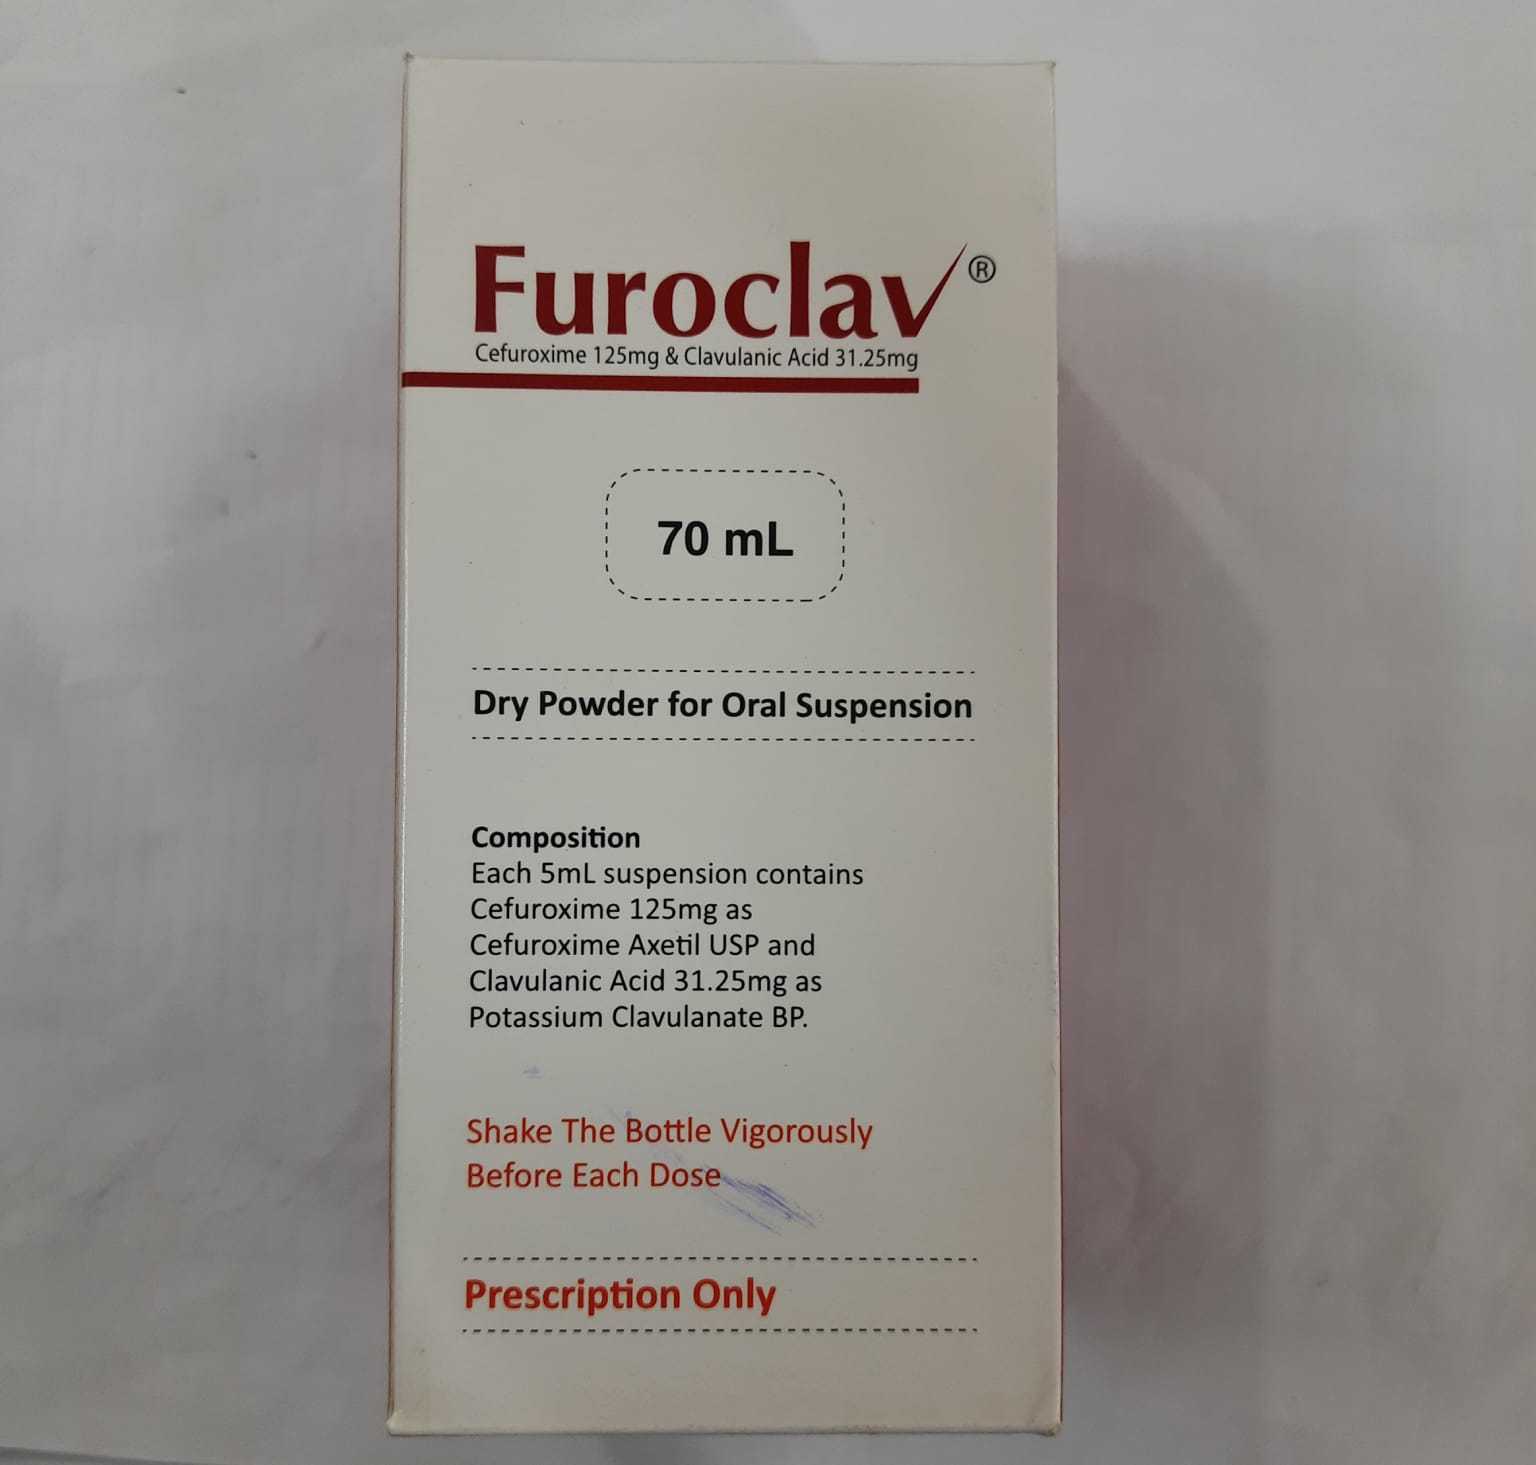 Furoclav®
Cefuroxime 125mg & Clavulanic Acid 31.25mg
70 mL
Dry Powder for Oral Suspension
Composition
Each 5mL suspension contains
Cefuroxime 125mg as
Cefuroxime Axetil USP and
Clavulanic Acid 31.25mg as
Potassium Clavulanate BP.
Shake The Bottle Vigorously
Before Each Dose
Prescription Only